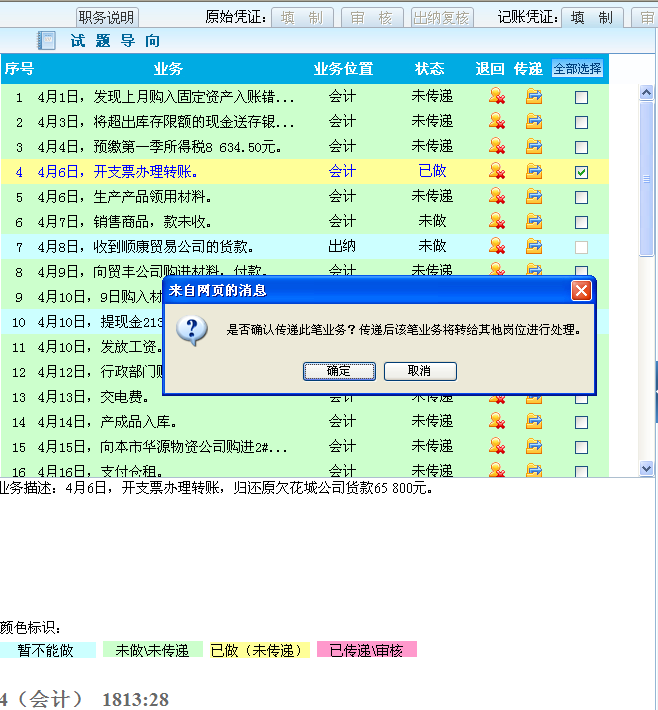 职务说明 原始凭证: 填 制 审 核 出纳复核 记账凭证: 填 制 审
试 题 导 向
序号 业务 业务位置 状态 退回 传递 全部选择
1 4月1日，发现上月购入固定资产入账错... 会计 未传递
2 4月3日，将超出库存限额的现金送存银... 会计 未传递
3 4月4日，预缴第一季所得税8 634.50元。 会计 未传递
4 4月6日，开支票办理转账。 会计 已做
5 4月6日，生产产品领用材料。 会计 未传递
6 4月7日，销售商品，款未收。 会计 未做
7 4月8日，收到顺康贸易公司的货款。 出纳 未做
8 4月9日，向贸丰公司购进材料，付款。 会计 未传递
9 4月10日，9日购入材
10 4月10日，提现金213
11 4月10日，发放工资。
12 4月12日，行政部门购
13 4月13日，交电费。 会计 未传递
14 4月14日，产成品入库。 会计 未传递
15 4月15日，向本市华源物资公司购进2#... 会计 未传递
16 4月16日，支付仓租。 会计 未传递
来自网页的消息
是否确认传递此笔业务？传递后该笔业务将转给其他岗位进行处理。
确定 取消
业务描述：4月6日，开支票办理转账，归还原欠花城公司货款65 800元。
颜色标识：
暂不能做 未做\未传递 已做（未传递） 已传递\审核
4（会计） 1813:28